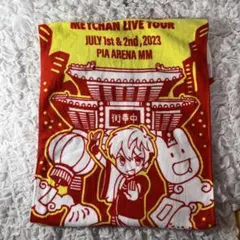 MEYCHAN LIVE TOUR
JULY 1st & 2nd, 2023
PIA ARENA MM